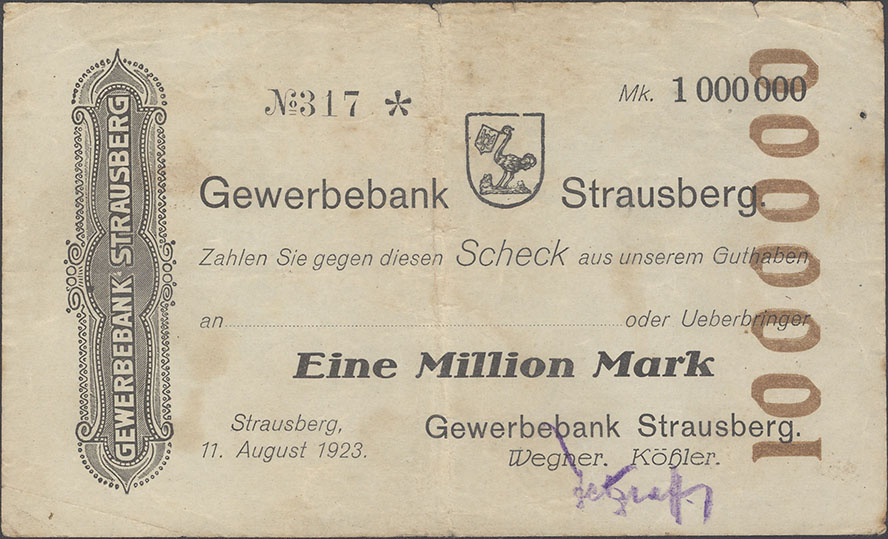 №317 *
Mk. 1 000 000
Gewerbebank Strausberg.
Zahlen Sie gegen diesen Scheck aus unserem Guthaben
an oder Ueberbringer
Eine Million Mark
Strausberg,
11. August 1923.
Gewerbebank Strausberg.
Wegner. Kößler.
GEWERBEBANK STRAUSBERG
1000000